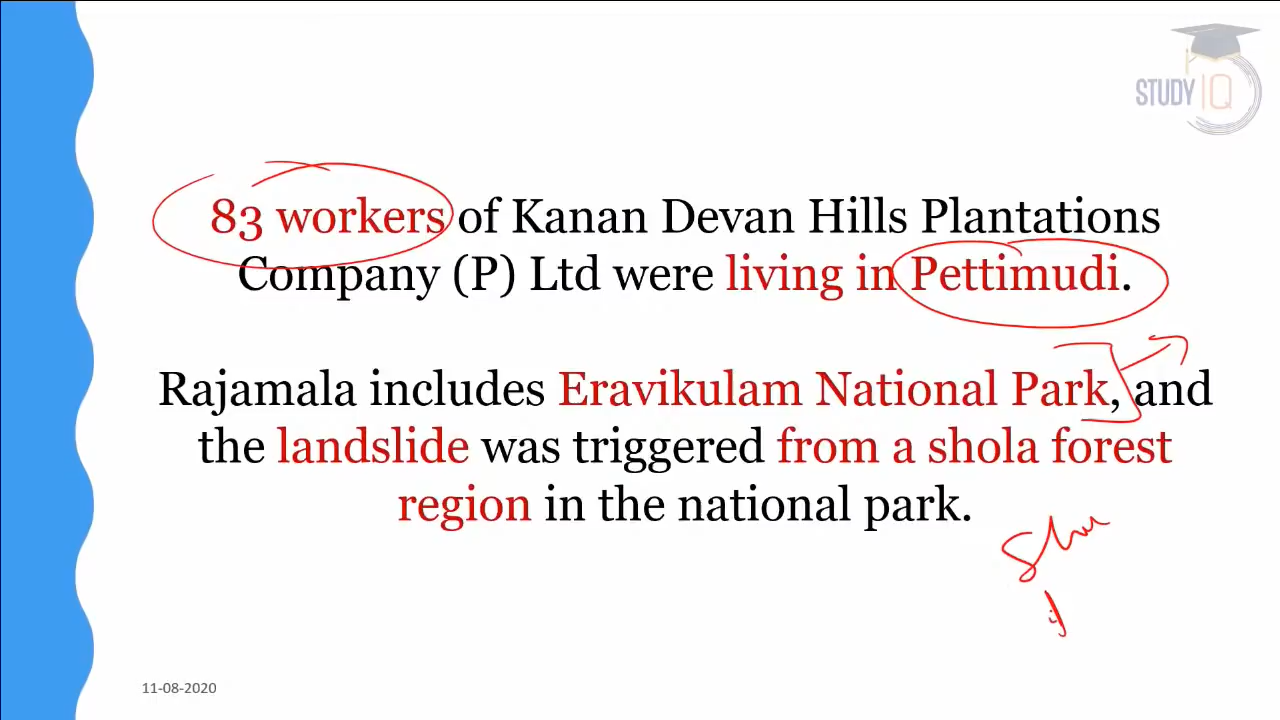 STUDY IQ
83 workers of Kanan Devan Hills Plantations
Company (P) Ltd were living in Pettimudi.
Rajamala includes Eravikulam National Park, and
the landslide was triggered from a shola forest
region in the national park.
11-08-2020